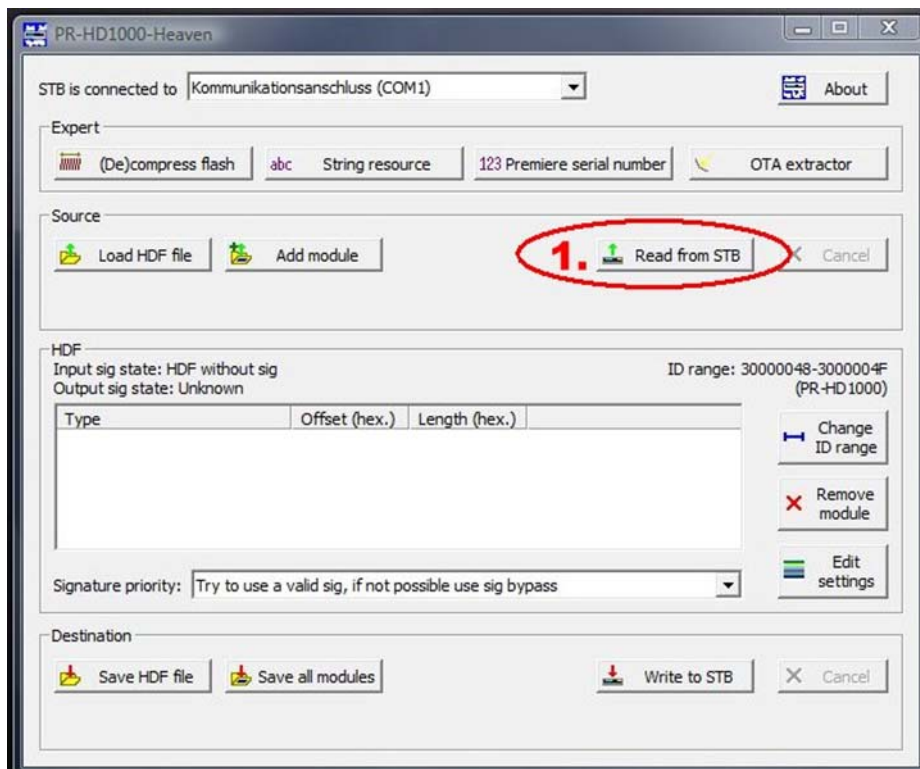 PR-HD1000-Heaven
STB is connected to Kommunikationsanschluss (COM1) About
Expert
(De)compress flash abc String resource 123 Premiere serial number OTA extractor
Source
Load HDF file Add module 1. Read from STB Cancel
HDF
Input sig state: HDF without sig ID range: 30000048-3000004F
Output sig state: Unknown (PR-HD1000)
Type Offset (hex.) Length (hex.)
Change
ID range
Remove
module
Edit
settings
Signature priority: Try to use a valid sig, if not possible use sig bypass
Destination
Save HDF file Save all modules Write to STB Cancel